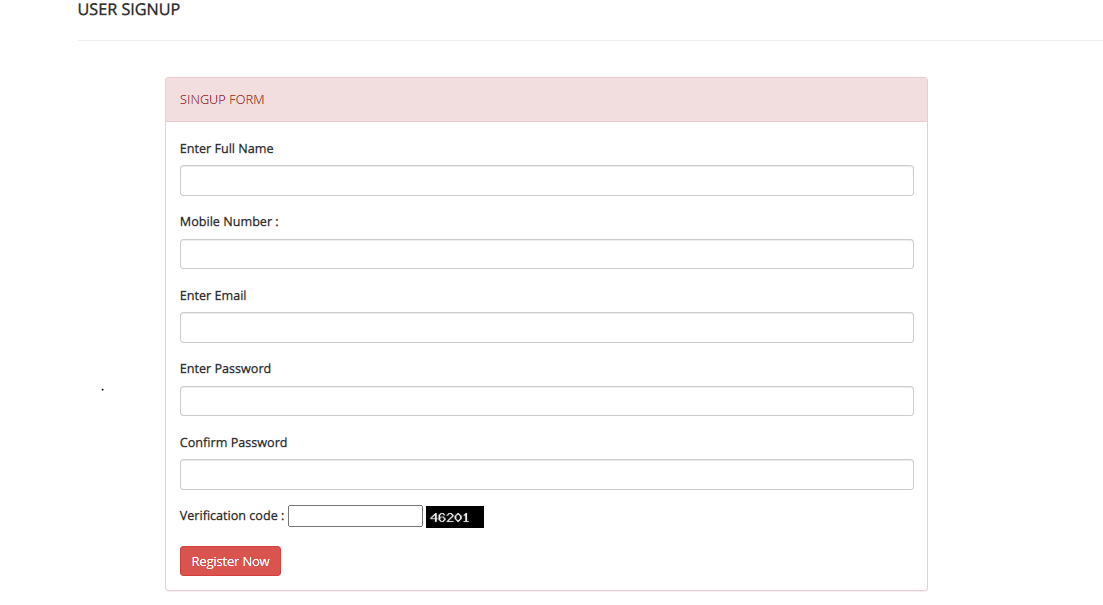 USER SIGNUP
SINGUP FORM
Enter Full Name
Mobile Number :
Enter Email
Enter Password
.
Confirm Password
Verification code : 46201
Register Now